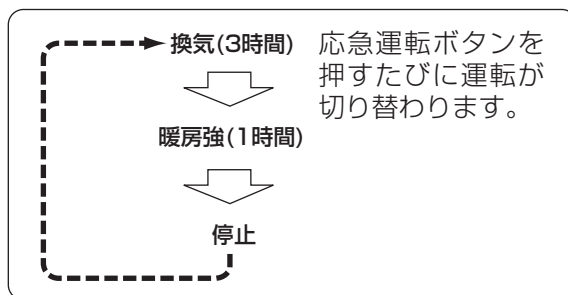 換気(3時間)
応急運転ボタンを
押すたびに運転が
切り替わります。
暖房強(1時間)
停止